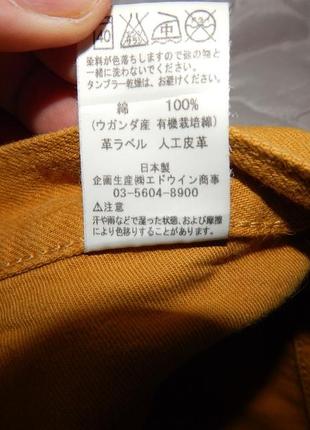 40
染料が色落ちしますので他の物と
一緒に洗わないでください。
タンブラー乾燥は、お避けください。
綿 100%
(ウガンダ産 有機栽培綿)
革ラベル 人工皮革
日本製
企画生産㈱エドウイン商事
03-5604-8900
⚠注意
汗や雨などで湿った状態、および摩擦
により色移りすることがあります。